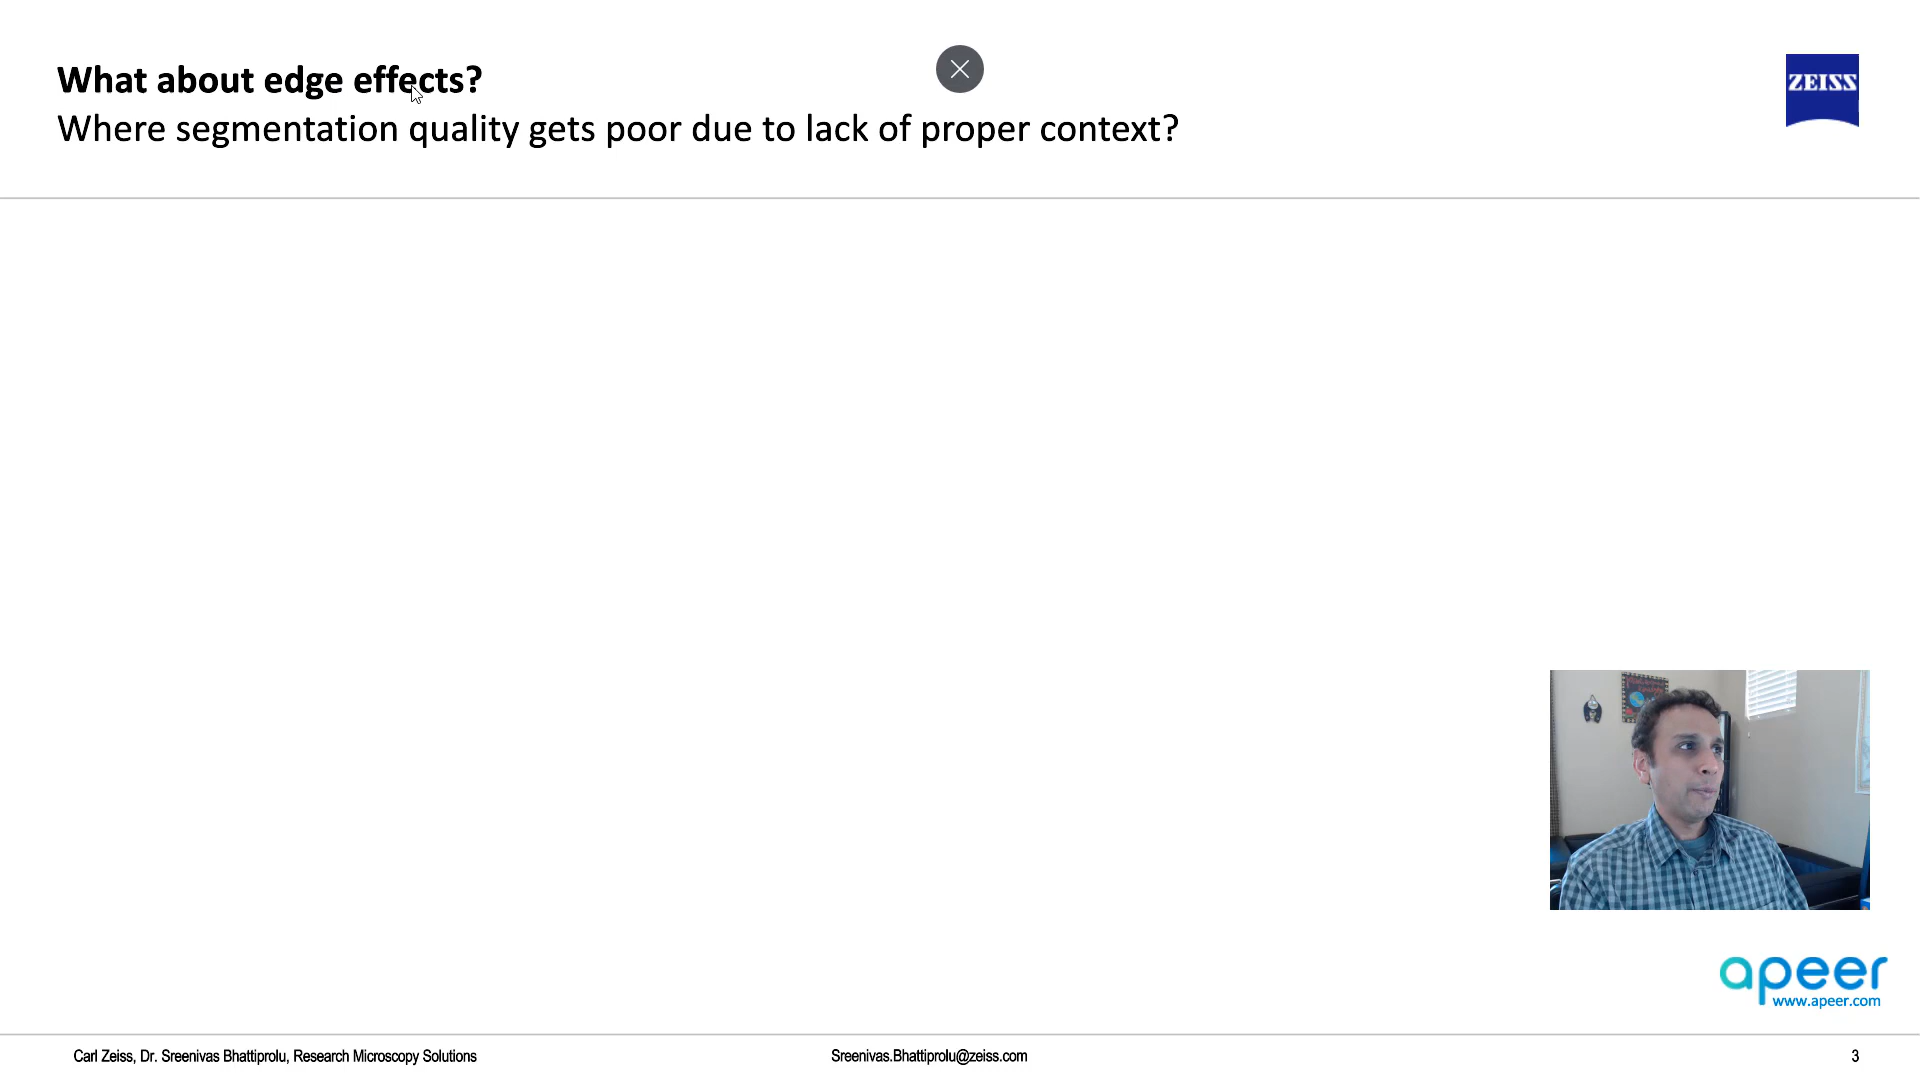 What about edge effects?
Where segmentation quality gets poor due to lack of proper context?
ZEISS
apeer
www.apeer.com
Carl Zeiss, Dr. Sreenivas Bhattiprolu, Research Microscopy Solutions
Sreenivas.Bhattiprolu@zeiss.com
3